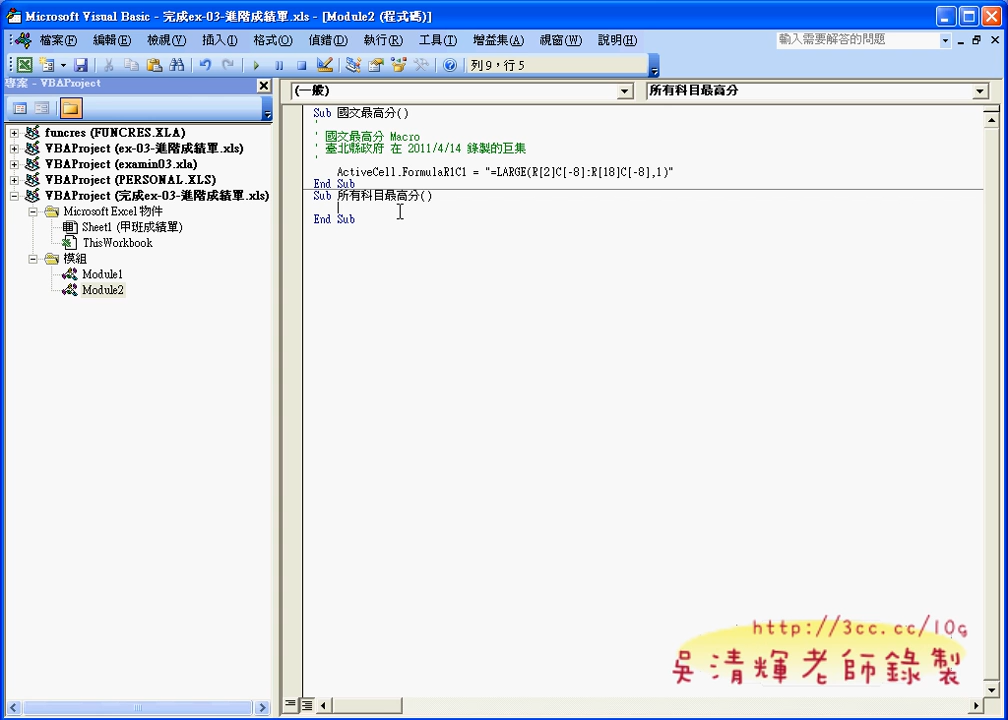 Microsoft Visual Basic - 完成ex-03-進階成績單.xls - [Module2 (程式碼)]
檔案(F) 編輯(E) 檢視(V) 插入(I) 格式(O) 偵錯(D) 執行(R) 工具(T) 增益集(A) 視窗(W) 說明(H) 輸入需要解答的問題
列 9，行 5
專案 - VBAProject
(一般) 所有科目最高分
funcres (FUNCRES.XLA)
VBAProject (ex-03-進階成績單.xls)
VBAProject (examin03.xla)
VBAProject (PERSONAL.XLS)
VBAProject (完成ex-03-進階成績單.xls)
Microsoft Excel 物件
Sheet1 (甲班成績單)
ThisWorkbook
模組
Module1
Module2
Sub 國文最高分()
'
' 國文最高分 Macro
' 臺北縣政府 在 2011/4/14 錄製的巨集
'
ActiveCell.FormulaR1C1 = "=LARGE(R[2]C[-8]:R[18]C[-8],1)"
End Sub
Sub 所有科目最高分()
End Sub
http://3cc.cc/10g
吳清輝老師錄製